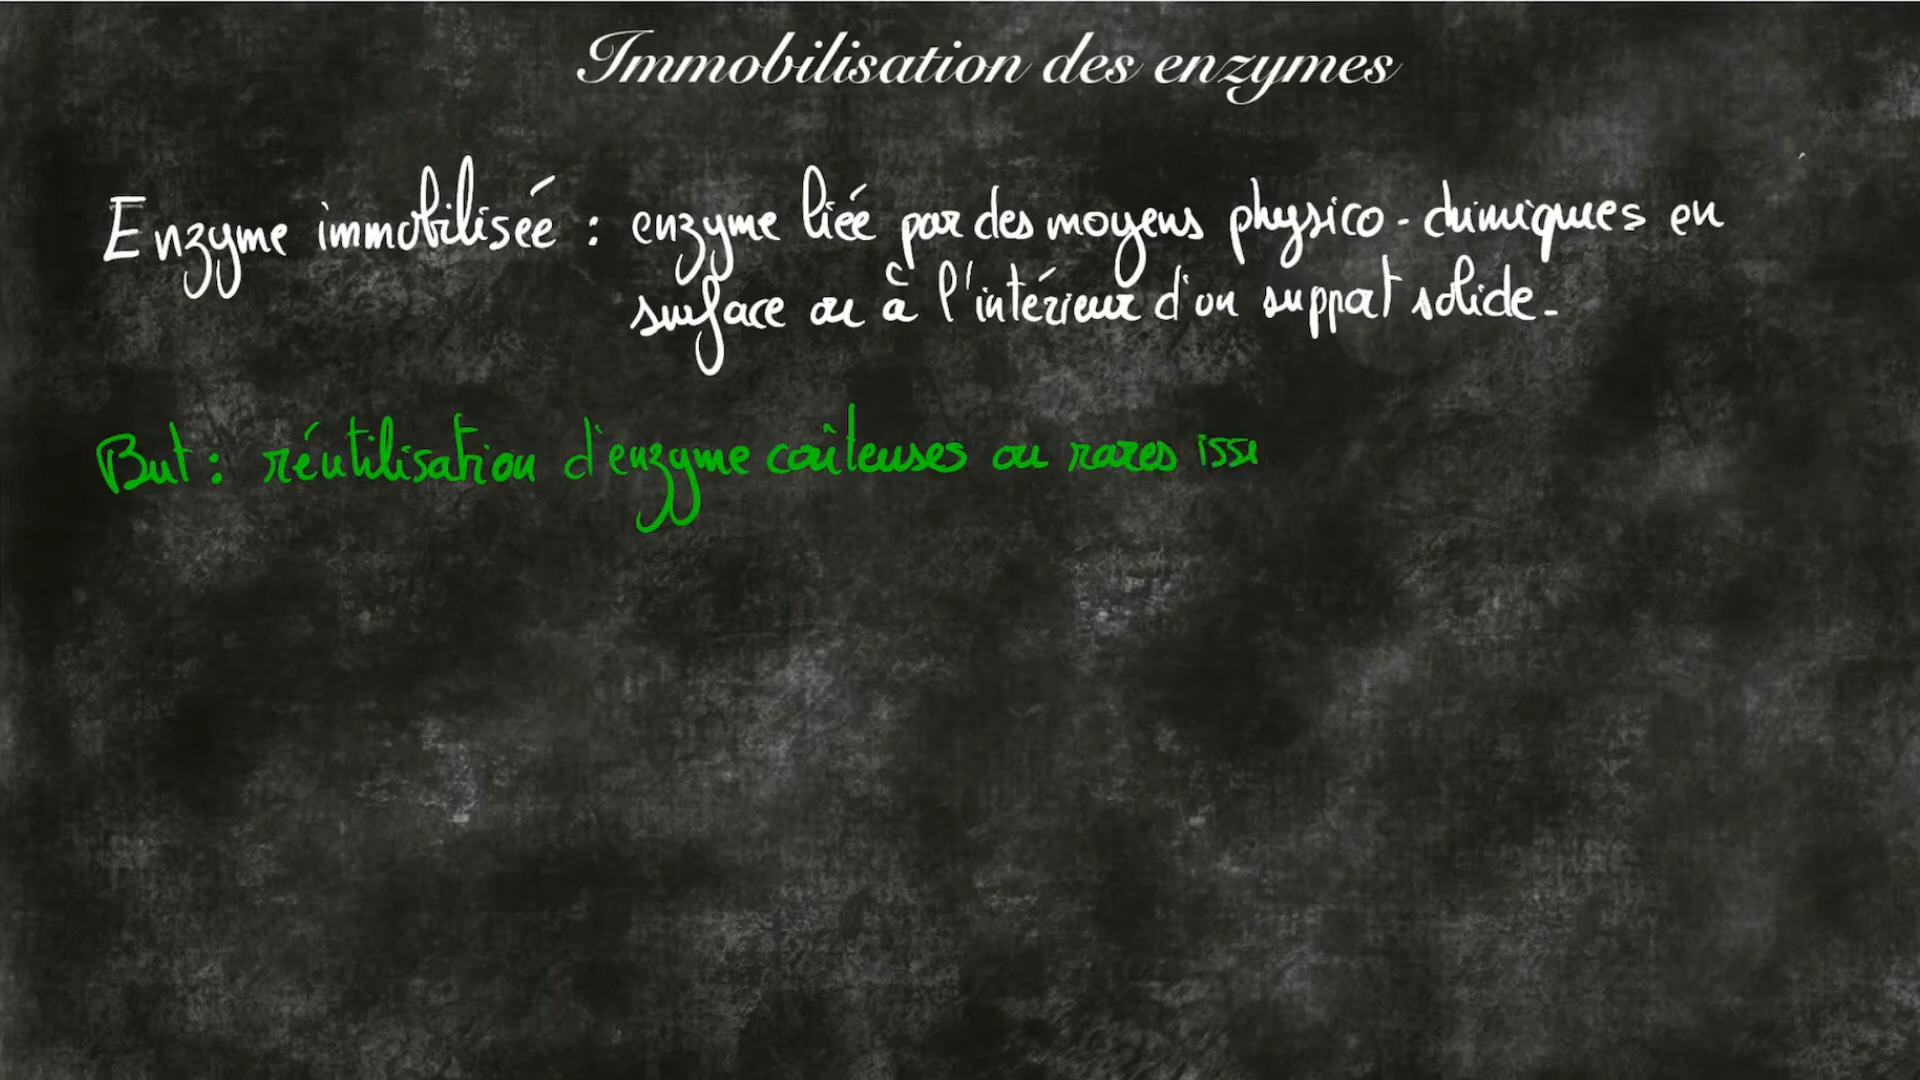 Immobilisation des enzymes
Enzyme immobilisée : enzyme liée par des moyens physico-chimiques en
surface ou à l'intérieur d'un support solide.
But : réutilisation d'enzyme coûteuses ou rares issu